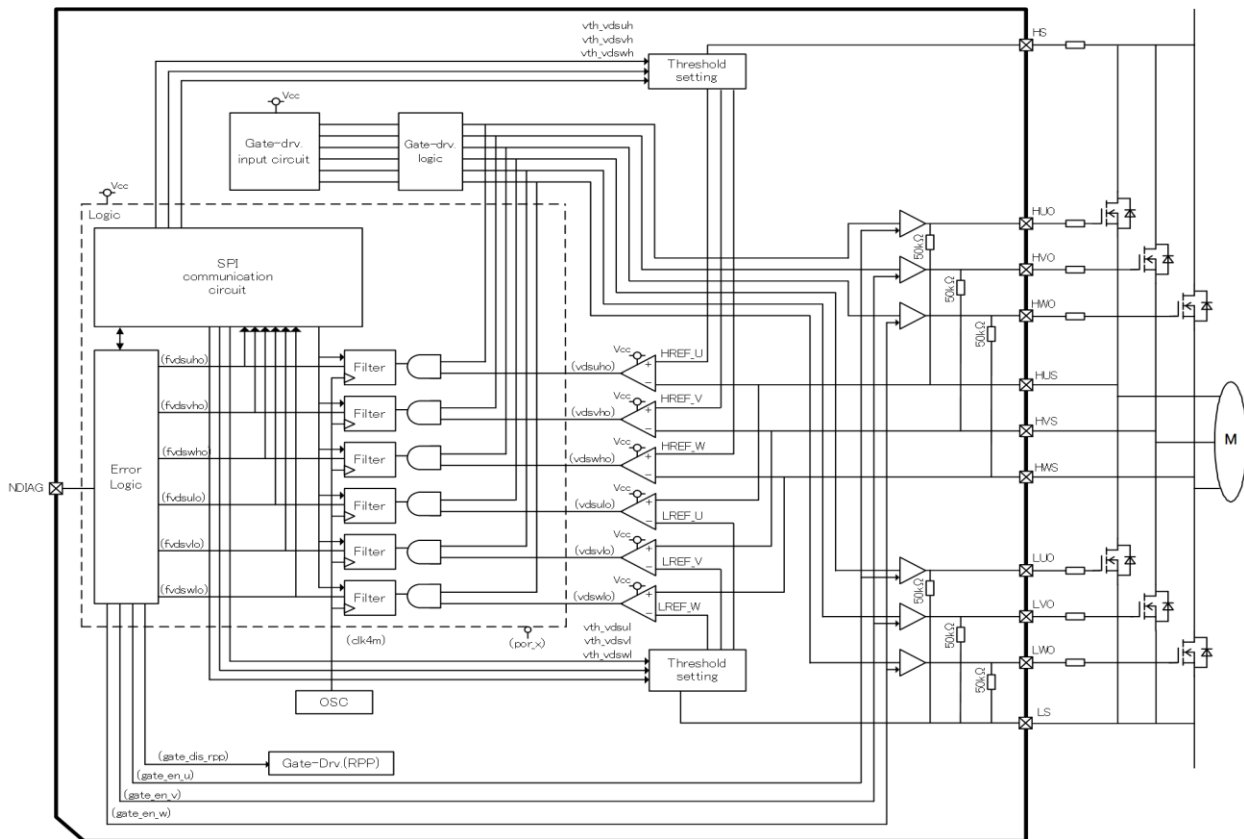 vth_vdsuh
vth_vdsvh
vth_vdswh
HS
Threshold
setting
Vcc
Gate-drv.
input circuit
Gate-drv.
logic
Vcc
Logic
SPI
communication
circuit
HUO
50kΩ
HVO
50kΩ
HWO
50kΩ
Error
Logic
NDIAG
(fvdsuho)
Filter
(vdsuho)
Vcc
+
−
HREF_U
HUS
(fvdsvho)
Filter
(vdsvho)
Vcc
+
−
HREF_V
HVS
(fvdswho)
Filter
(vdswho)
Vcc
+
−
HREF_W
HWS
M
(fvdsulo)
Filter
(vdsulo)
Vcc
+
−
LREF_U
(fvdsvlo)
Filter
(vdsvlo)
Vcc
+
−
LREF_V
(fvdswlo)
Filter
(vdswlo)
Vcc
+
−
LREF_W
LUO
50kΩ
LVO
50kΩ
LWO
50kΩ
(clk4m)
(por_x)
vth_vdsul
vth_vdsvl
vth_vdswl
Threshold
setting
OSC
LS
(gate_dis_rpp)
Gate-Drv.(RPP)
(gate_en_u)
(gate_en_v)
(gate_en_w)